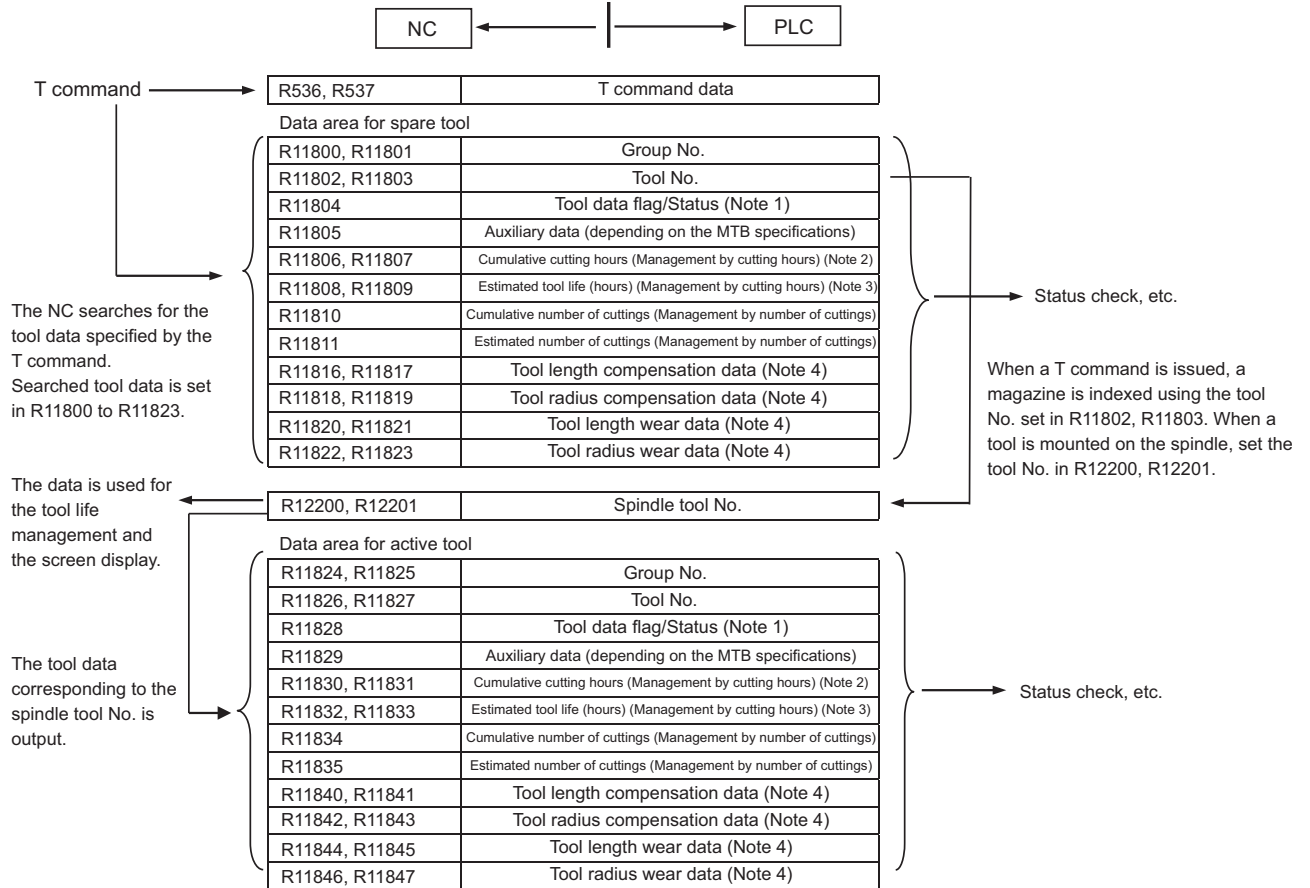 NC
PLC
T command
R536, R537 T command data
Data area for spare tool
R11800, R11801 Group No.
R11802, R11803 Tool No.
R11804 Tool data flag/Status (Note 1)
R11805 Auxiliary data (depending on the MTB specifications)
R11806, R11807 Cumulative cutting hours (Management by cutting hours) (Note 2)
R11808, R11809 Estimated tool life (hours) (Management by cutting hours) (Note 3)
R11810 Cumulative number of cuttings (Management by number of cuttings)
R11811 Estimated number of cuttings (Management by number of cuttings)
R11816, R11817 Tool length compensation data (Note 4)
R11818, R11819 Tool radius compensation data (Note 4)
R11820, R11821 Tool length wear data (Note 4)
R11822, R11823 Tool radius wear data (Note 4)
The NC searches for the
tool data specified by the
T command.
Searched tool data is set
in R11800 to R11823.
Status check, etc.
When a T command is issued, a
magazine is indexed using the tool
No. set in R11802, R11803. When a
tool is mounted on the spindle, set the
tool No. in R12200, R12201.
The data is used for
the tool life
management and
the screen display.
R12200, R12201 Spindle tool No.
Data area for active tool
R11824, R11825 Group No.
R11826, R11827 Tool No.
R11828 Tool data flag/Status (Note 1)
R11829 Auxiliary data (depending on the MTB specifications)
R11830, R11831 Cumulative cutting hours (Management by cutting hours) (Note 2)
R11832, R11833 Estimated tool life (hours) (Management by cutting hours) (Note 3)
R11834 Cumulative number of cuttings (Management by number of cuttings)
R11835 Estimated number of cuttings (Management by number of cuttings)
R11840, R11841 Tool length compensation data (Note 4)
R11842, R11843 Tool radius compensation data (Note 4)
R11844, R11845 Tool length wear data (Note 4)
R11846, R11847 Tool radius wear data (Note 4)
The tool data
corresponding to the
spindle tool No. is
output.
Status check, etc.